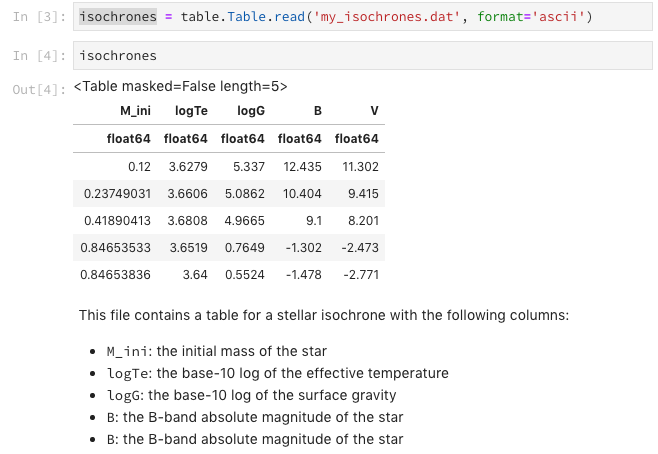 In [3]: isochrones = table.Table.read('my_isochrones.dat', format='ascii')
In [4]: isochrones
Out[4]: <Table masked=False length=5>
M_ini logTe logG B V
float64 float64 float64 float64 float64
0.12 3.6279 5.337 12.435 11.302
0.23749031 3.6606 5.0862 10.404 9.415
0.41890413 3.6808 4.9665 9.1 8.201
0.84653533 3.6519 0.7649 -1.302 -2.473
0.84653836 3.64 0.5524 -1.478 -2.771
This file contains a table for a stellar isochrone with the following columns:
• M_ini: the initial mass of the star
• logTe: the base-10 log of the effective temperature
• logG: the base-10 log of the surface gravity
• B: the B-band absolute magnitude of the star
• B: the B-band absolute magnitude of the star